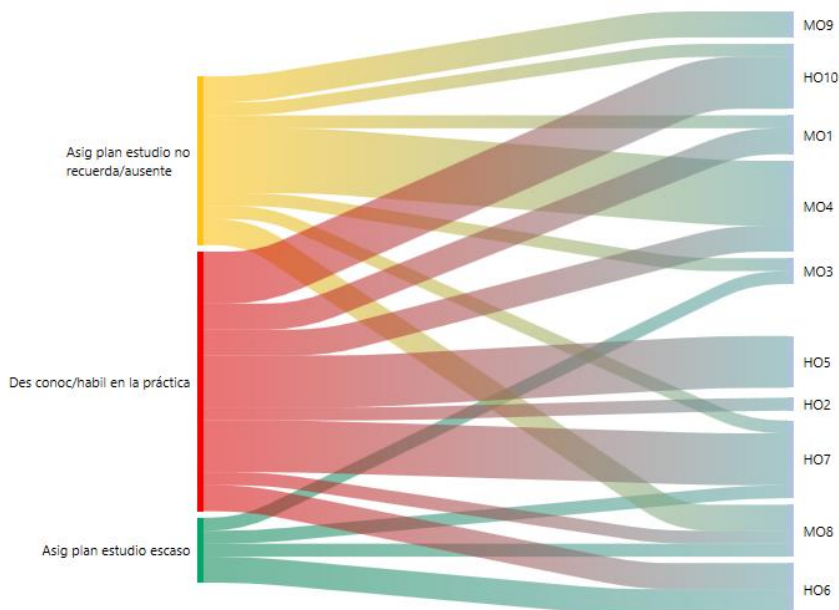 Asig plan estudio no
recuerda/ausente
Des conoc/habil en la práctica
Asig plan estudio escaso
MO9
HO10
MO1
MO4
MO3
HO5
HO2
HO7
MO8
HO6